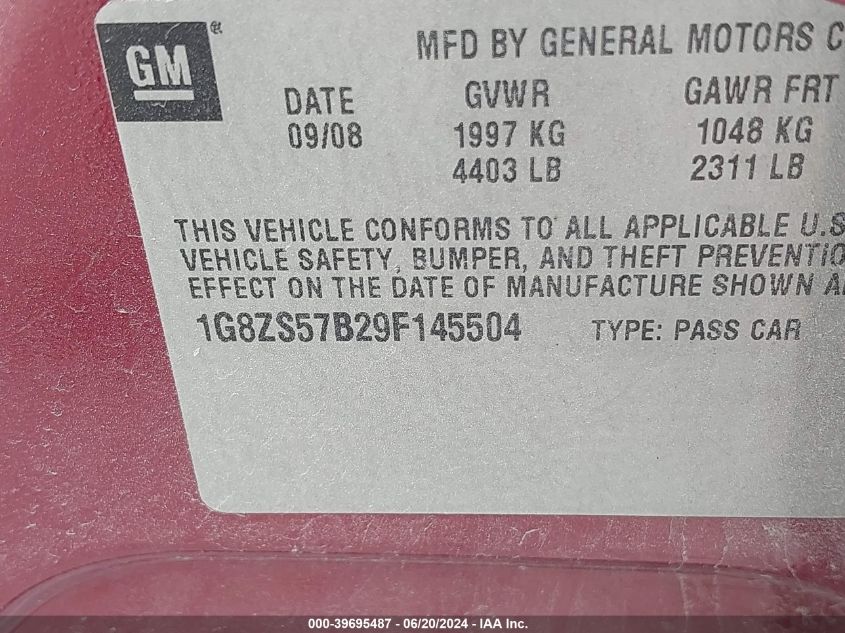 GM®
MFD BY GENERAL MOTORS C
DATE GVWR GAWR FRT
09/08 1997 KG 1048 KG
4403 LB 2311 LB
THIS VEHICLE CONFORMS TO ALL APPLICABLE U.S
VEHICLE SAFETY, BUMPER, AND THEFT PREVENTIO
EFFECT ON THE DATE OF MANUFACTURE SHOWN A
1G8ZS57B29F145504 TYPE: PASS CAR
000-39695487 - 06/20/2024 - IAAI Inc.